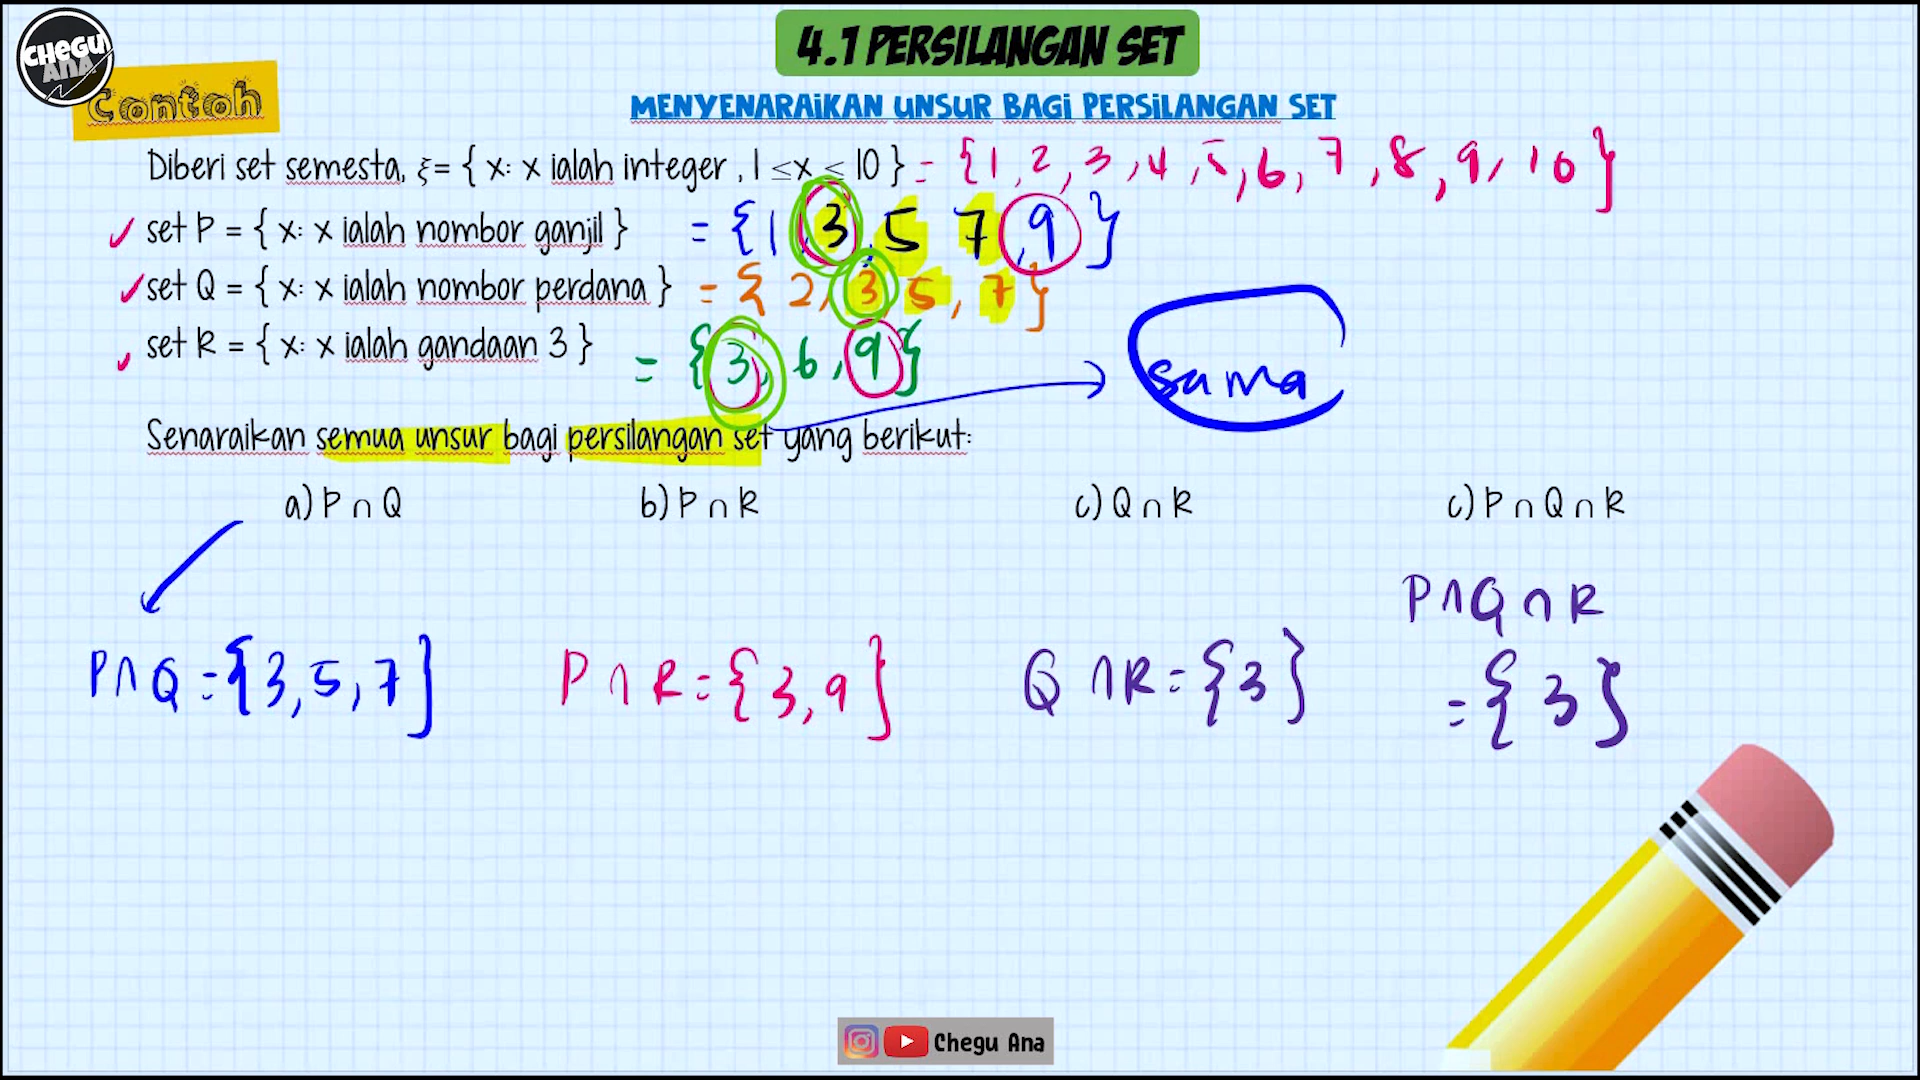 CHEGU ANA
4.1 PERSILANGAN SET
Contoh
MENYENARAIKAN UNSUR BAGI PERSILANGAN SET
Diberi set semesta, ξ= { x: x ialah integer , 1 ≤x ≤ 10 } = {1, 2, 3, 4, 5, 6, 7, 8, 9, 10}
set P = { x: x ialah nombor ganjil } = {1, 3, 5 7, 9}
set Q = { x: x ialah nombor perdana } = {2, 3 5, 7}
set R = { x: x ialah gandaan 3 } = {3, 6, 9}
sama
Senaraikan semua unsur bagi persilangan set yang berikut:
a) P ∩ Q b) P ∩ R c) Q ∩ R c) P ∩ Q ∩ R
P∩Q∩R
P∩Q = {3, 5, 7} P∩R = {3, 9} Q∩R = {3} = {3}
Chegu Ana